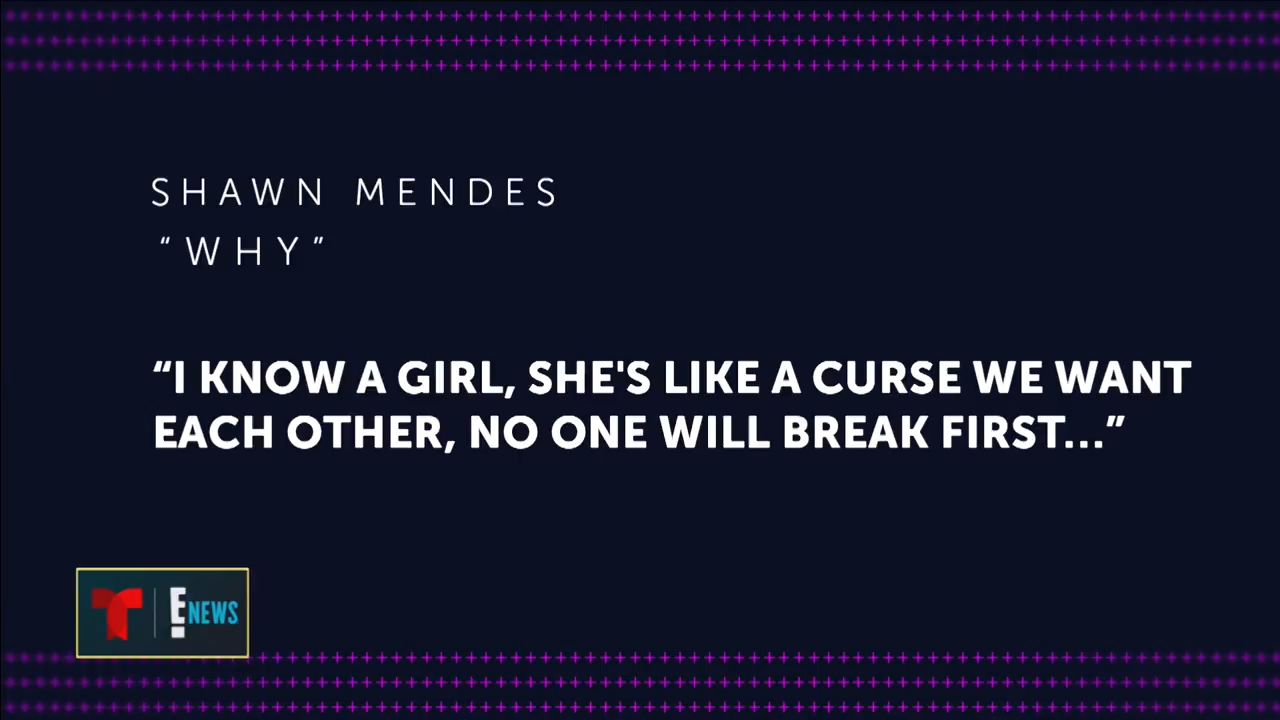 SHAWN MENDES
“WHY”
“I KNOW A GIRL, SHE'S LIKE A CURSE WE WANT
EACH OTHER, NO ONE WILL BREAK FIRST...”
E! NEWS